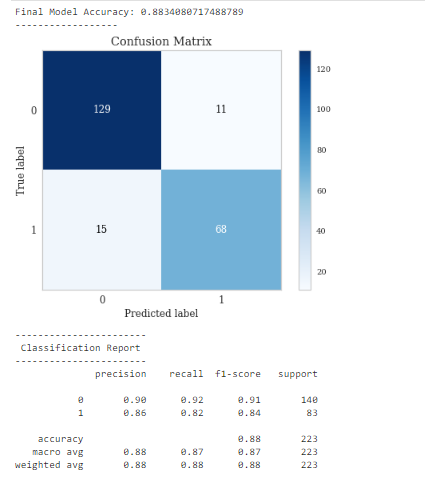 Final Model Accuracy: 0.8834080717488789
------------------
Confusion Matrix
120
0 129 11
100
80
True label
60
1 15 68
40
20
0 1
Predicted label
-----------------------
Classification Report
-----------------------
precision recall f1-score support
0 0.90 0.92 0.91 140
1 0.86 0.82 0.84 83
accuracy 0.88 223
macro avg 0.88 0.87 0.87 223
weighted avg 0.88 0.88 0.88 223